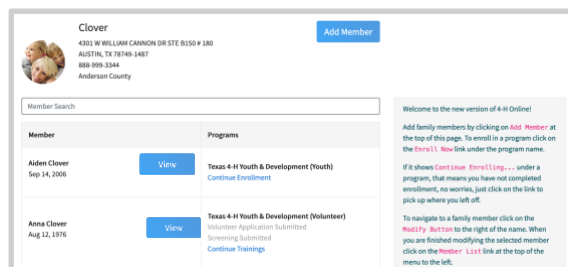 Clover
Add Member
4301 W WILLIAM CANNON DR STE B150 # 180
AUSTIN, TX 78749-1487
888-999-3344
Anderson County
Member Search
Member
Programs
Aiden Clover
Sep 14, 2006
View
Texas 4-H Youth & Development (Youth)
Continue Enrollment
Anna Clover
Aug 12, 1976
View
Texas 4-H Youth & Development (Volunteer)
Volunteer Application Submitted
Screening Submitted
Continue Trainings
Welcome to the new version of 4-H Online!
Add family members by clicking on Add Member at
the top of this page. To enroll in a program click on
the Enroll Now link under the program name.
If it shows Continue Enrolling... under a
program, that means you have not completed
enrollment, no worries, just click on the link to
pick up where you left off.
To navigate to a family member click on the
Modify Button to the right of the name. When
you are finished modifying the selected member
click on the Member List link at the top of the
menu to the left.